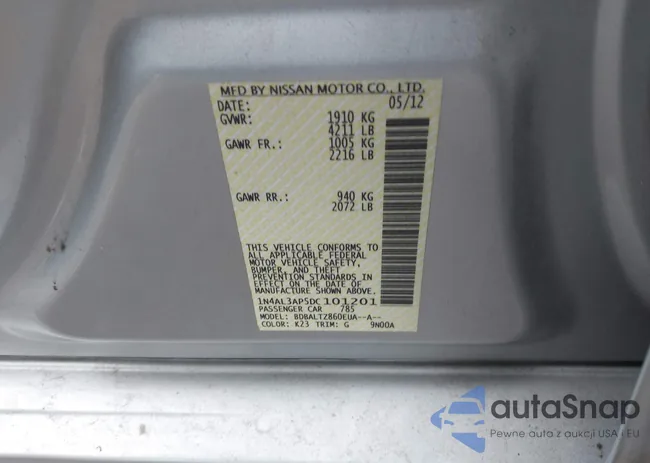 MFD BY NISSAN MOTOR CO., LTD.
DATE: 05/12
GVWR: 1910 KG
4211 LB
GAWR FR.: 1005 KG
2216 LB
GAWR RR.: 940 KG
2072 LB
THIS VEHICLE CONFORMS TO
ALL APPLICABLE FEDERAL
MOTOR VEHICLE SAFETY,
BUMPER, AND THEFT
PREVENTION STANDARDS IN
EFFECT ON THE DATE OF
MANUFACTURE SHOWN ABOVE.
1N4AL3AP5DC101201
PASSENGER CAR 785
MODEL: BDBALTZ860EUA--A--
COLOR: K23 TRIM: G 9N00A
autoSnap
Pewne auta z aukcji USA i EU